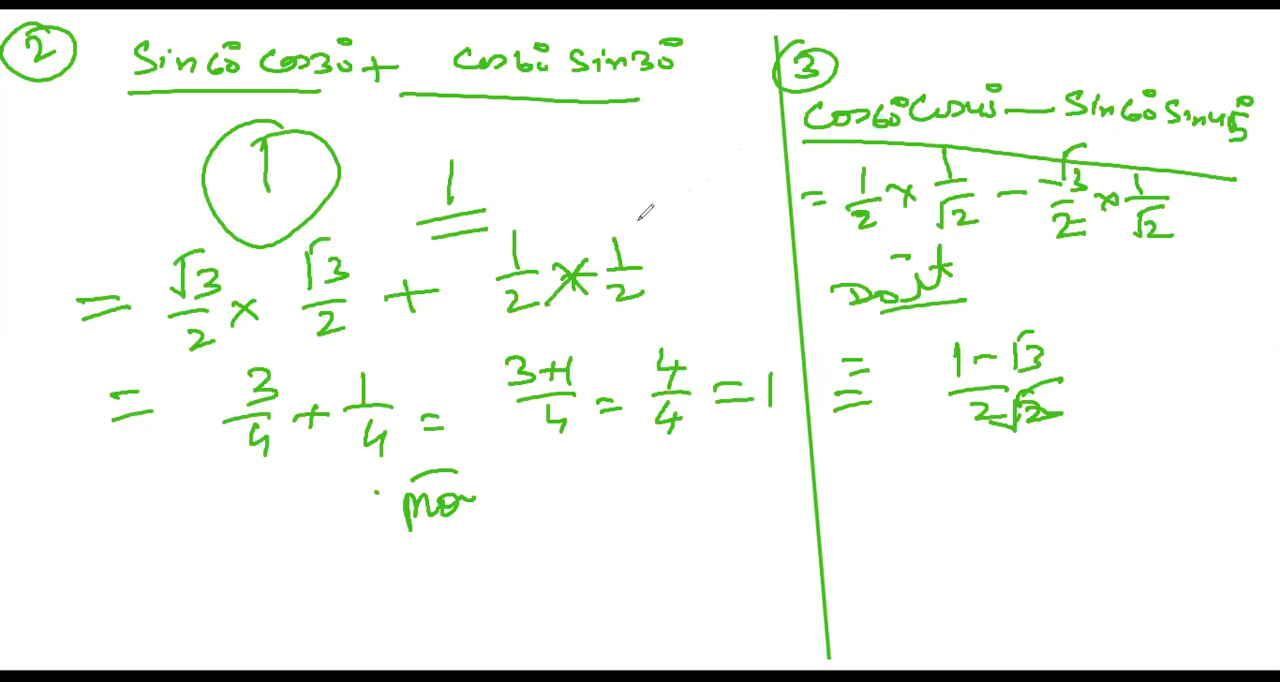 2
Sin60° Cos30° + Cos60° Sin30°
1
1
= √3/2 × √3/2 + 1/2 × 1/2
= 3/4 + 1/4 = 3+1/4 = 4/4 = 1
3
Cos60° Cos45° — Sin60° Sin45°
= 1/2 × 1/√2 - √3/2 × 1/√2
Do it
= 1-√3/2√2